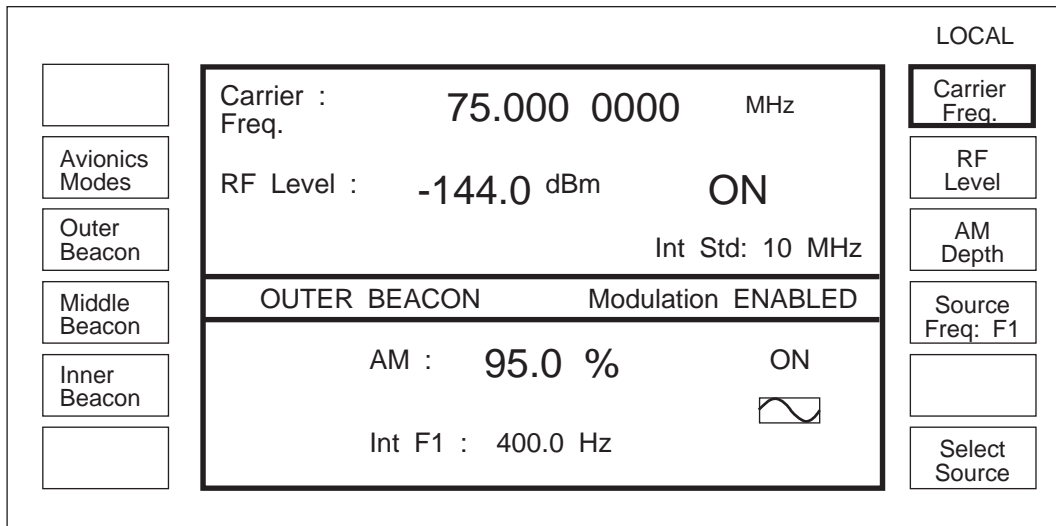 LOCAL
Avionics
Modes
Outer
Beacon
Middle
Beacon
Inner
Beacon
Carrier :
Freq.
75.000 0000 MHz
RF Level : -144.0 dBm ON
Int Std: 10 MHz
OUTER BEACON Modulation ENABLED
AM : 95.0 % ON
Int F1 : 400.0 Hz
Carrier
Freq.
RF
Level
AM
Depth
Source
Freq: F1
Select
Source